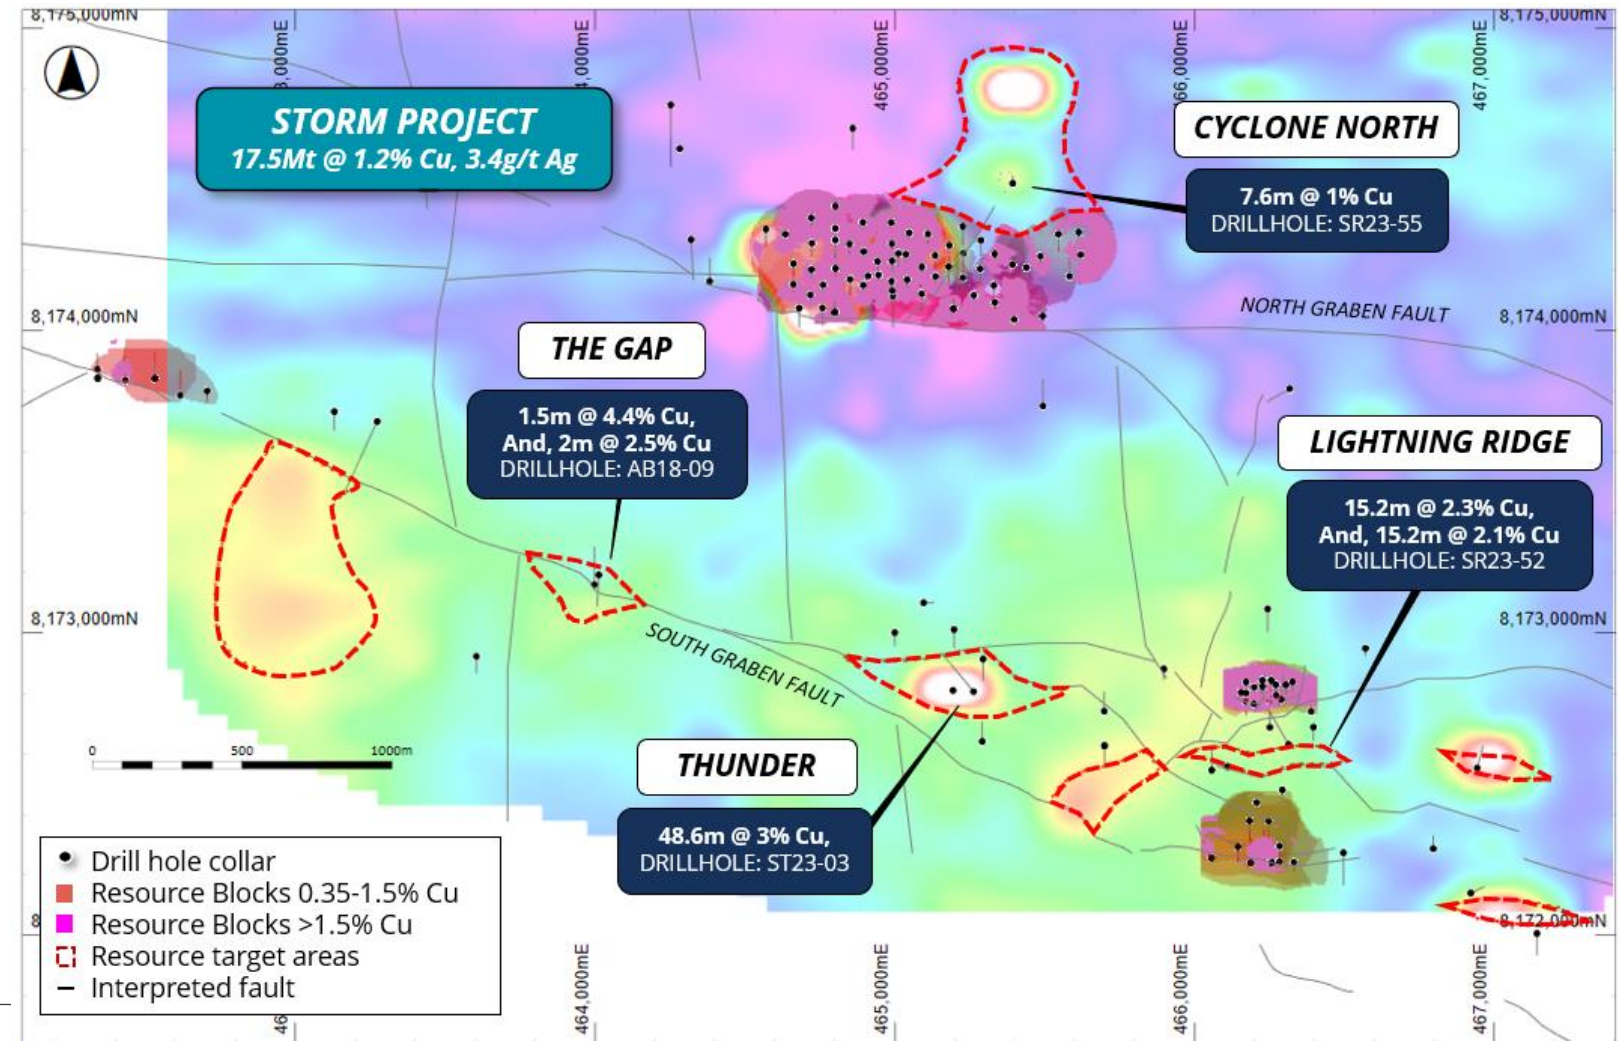 8,175,000mN
8,175,000mN
3,000mE
4,000mE
465,000mE
66,000mE
467,000mE
STORM PROJECT
17.5Mt @ 1.2% Cu, 3.4g/t Ag
CYCLONE NORTH
7.6m @ 1% Cu
DRILLHOLE: SR23-55
NORTH GRABEN FAULT
8,174,000mN
8,174,000mN
THE GAP
1.5m @ 4.4% Cu,
And, 2m @ 2.5% Cu
DRILLHOLE: AB18-09
LIGHTNING RIDGE
15.2m @ 2.3% Cu,
And, 15.2m @ 2.1% Cu
DRILLHOLE: SR23-52
8,173,000mN
8,173,000mN
SOUTH GRABEN FAULT
0 500 1000m
THUNDER
48.6m @ 3% Cu,
DRILLHOLE: ST23-03
Drill hole collar
Resource Blocks 0.35-1.5% Cu
Resource Blocks >1.5% Cu
Resource target areas
Interpreted fault
8
8,172,000mN
46
464,000mE
465,000mE
466,000mE
467,000mE